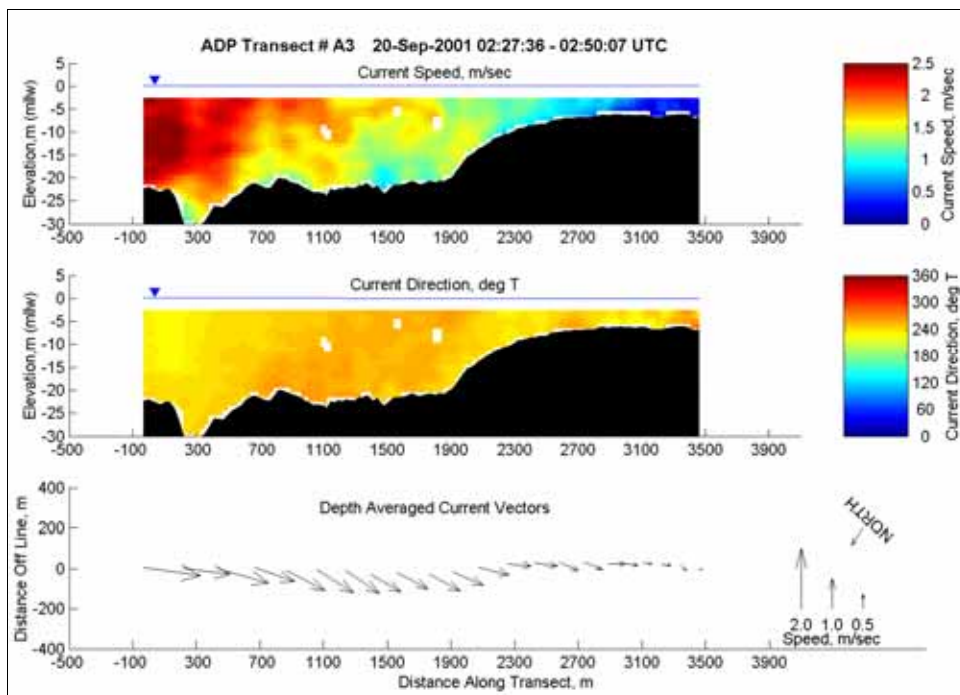 ADP Transect # A3 20-Sep-2001 02:27:36 - 02:50:07 UTC
Current Speed, m/sec
Elevation,m (mllw)
5
0
-5
-10
-15
-20
-25
-30
-500 -100 300 700 1100 1500 1900 2300 2700 3100 3500 3900
2.5
2
1.5
1
0.5
0
Current Speed, m/sec
Current Direction, deg T
Elevation,m (mllw)
5
0
-5
-10
-15
-20
-25
-30
-500 -100 300 700 1100 1500 1900 2300 2700 3100 3500 3900
360
300
240
180
120
60
0
Current Direction, deg T
Depth Averaged Current Vectors
Distance Off Line, m
400
200
0
-200
-400
-500 -100 300 700 1100 1500 1900 2300 2700 3100 3500 3900
Distance Along Transect, m
NORTH
2.0 1.0 0.5
Speed, m/sec